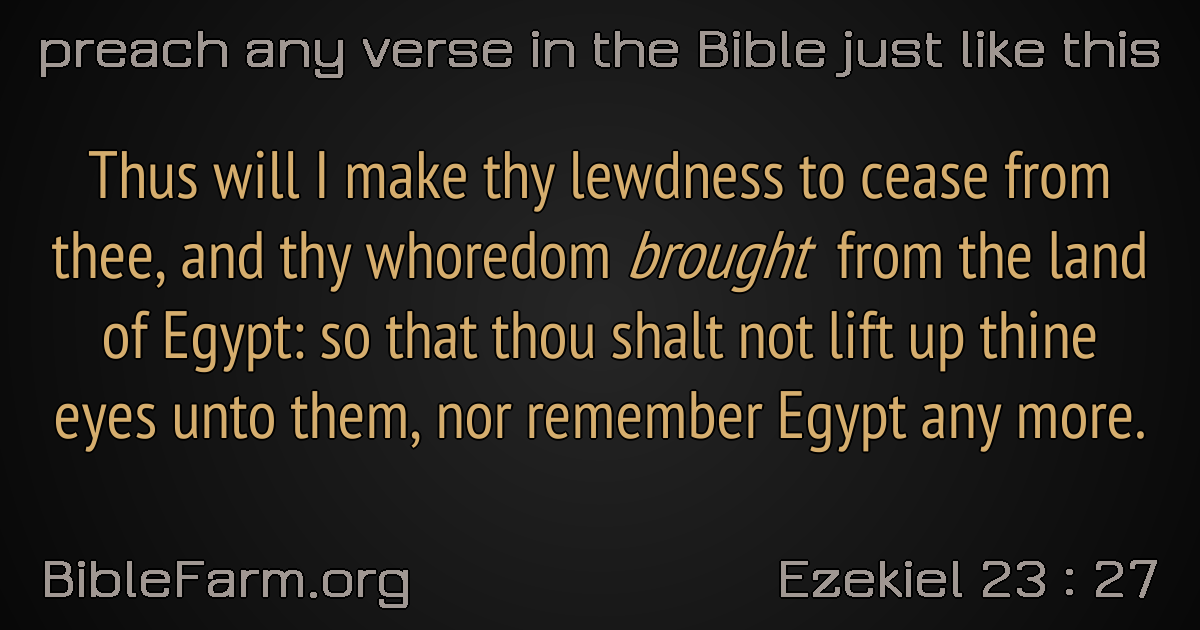 preach any verse in the Bible just like this
Thus will I make thy lewdness to cease from
thee, and thy whoredom brought from the land
of Egypt: so that thou shalt not lift up thine
eyes unto them, nor remember Egypt any more.
BibleFarm.org
Ezekiel 23 : 27